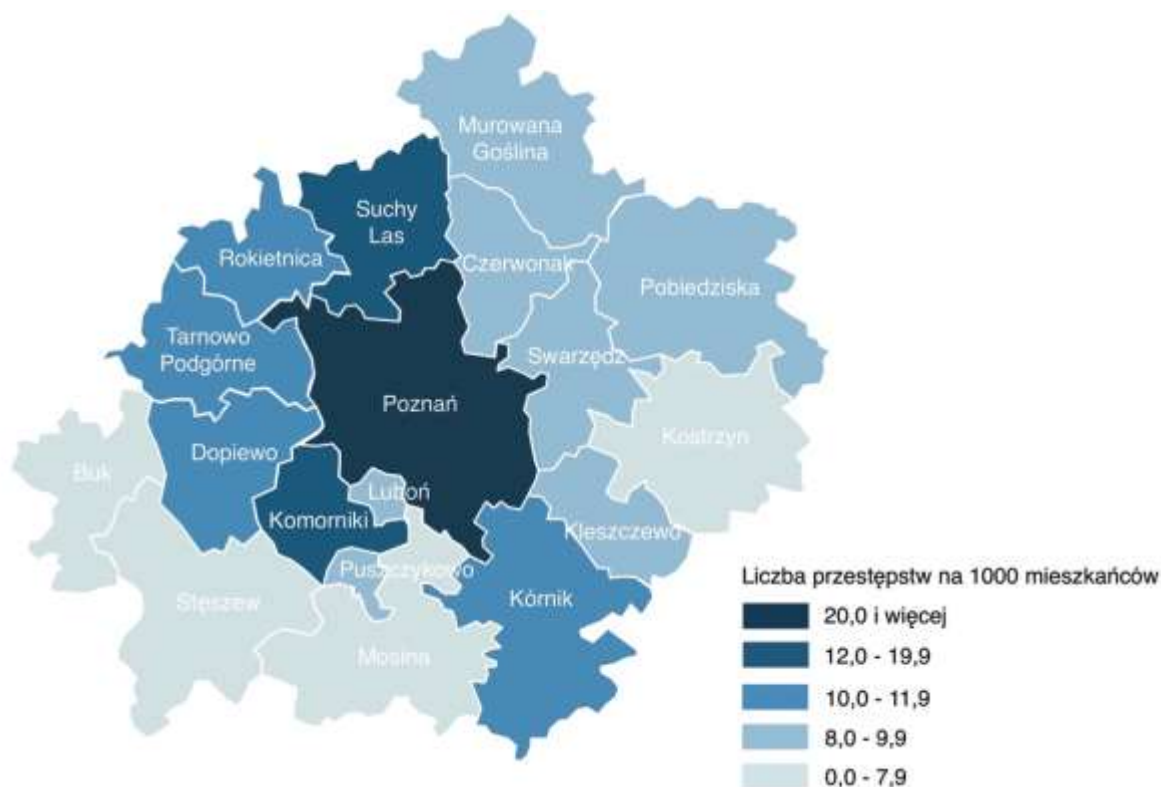 Murowana
Goślina
Suchy
Las
Rokietnica
Czerwonak
Pobiedziska
Tarnowo
Podgórne
Swarzędz
Poznań
Kostrzyn
Buk
Dopiewo
Luboń
Komorniki
Kleszczewo
Puszczykowo
Stęszew
Kórnik
Mosina
Liczba przestępstw na 1000 mieszkańców
20,0 i więcej
12,0 - 19,9
10,0 - 11,9
8,0 - 9,9
0,0 - 7,9